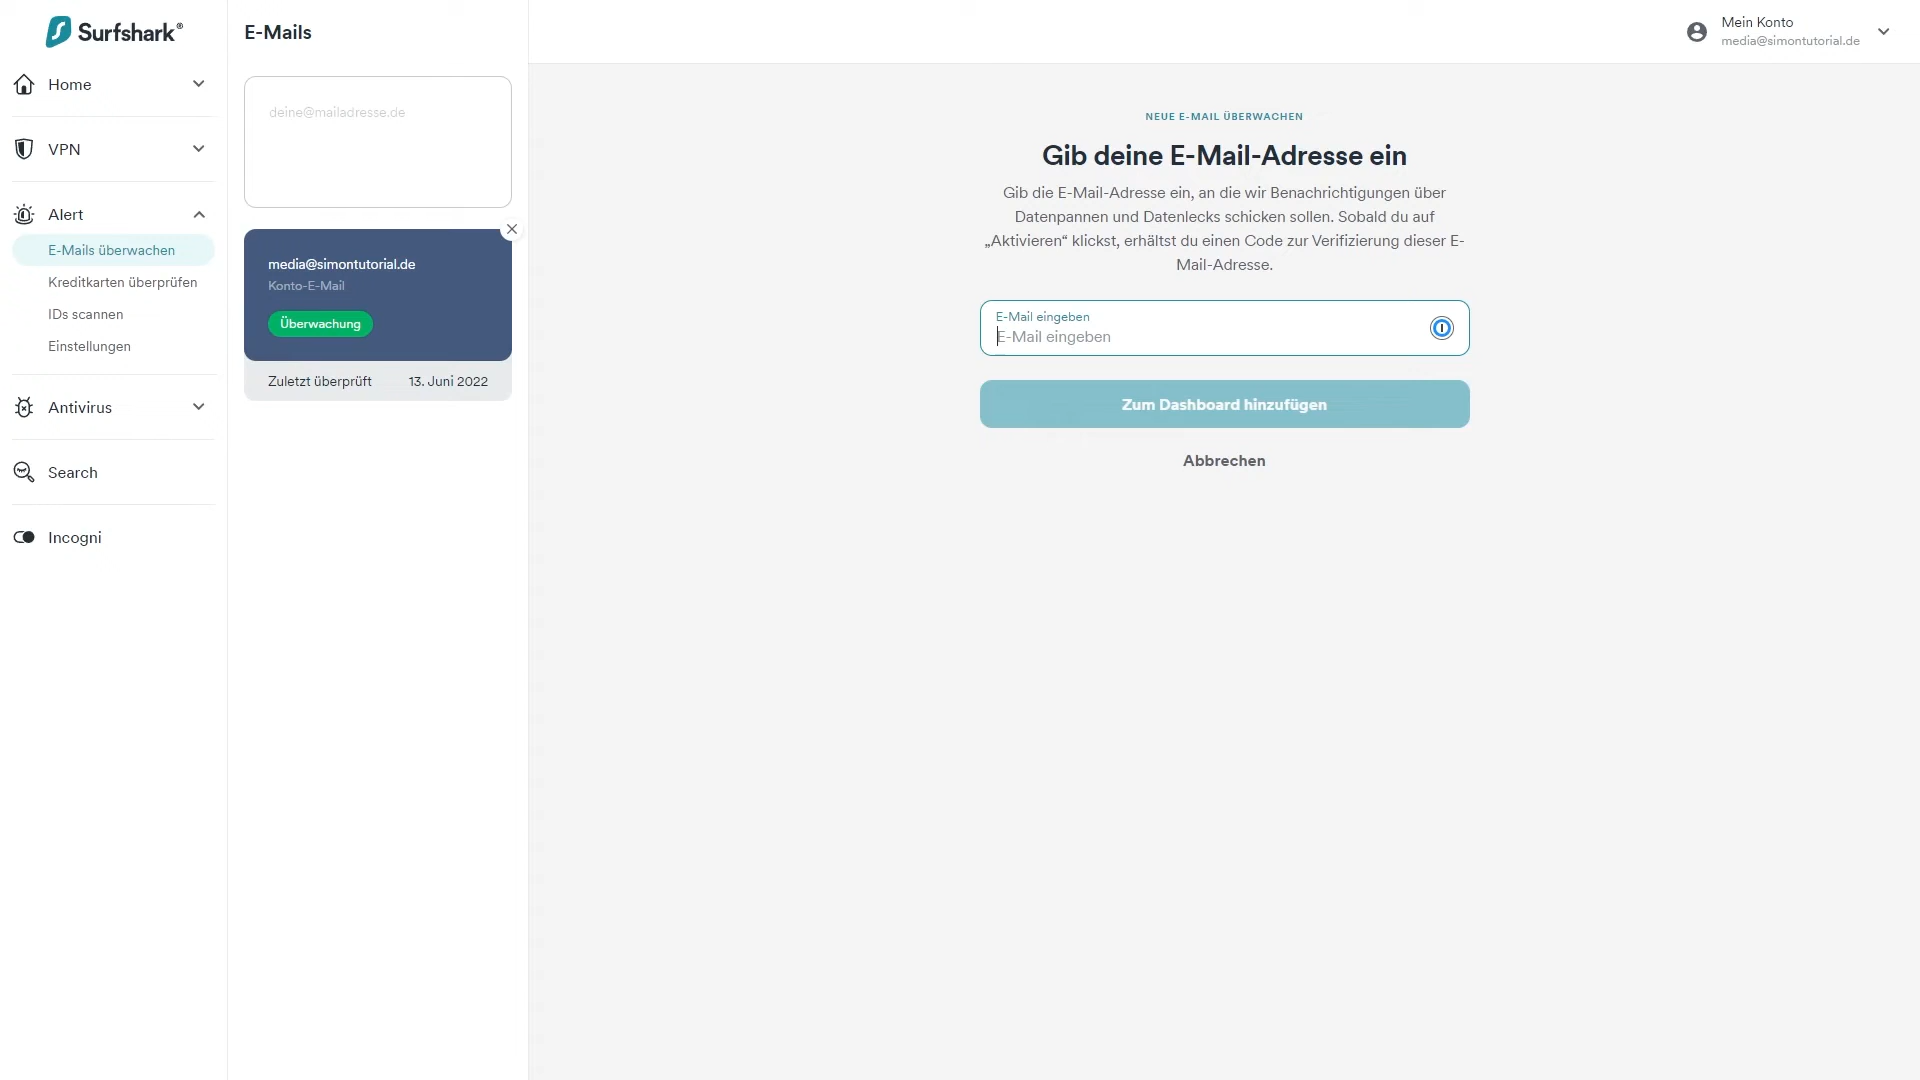 Surfshark®
Home
VPN
Alert
E-Mails überwachen
Kreditkarten überprüfen
IDs scannen
Einstellungen
Antivirus
Search
Incogni
E-Mails
deine@mailadresse.de
media@simontutorial.de
Konto-E-Mail
Überwachung
Zuletzt überprüft 13. Juni 2022
Mein Konto
media@simontutorial.de
NEUE E-MAIL ÜBERWACHEN
Gib deine E-Mail-Adresse ein
Gib die E-Mail-Adresse ein, an die wir Benachrichtigungen über
Datenpannen und Datenlecks schicken sollen. Sobald du auf
„Aktivieren“ klickst, erhältst du einen Code zur Verifizierung dieser E-
Mail-Adresse.
E-Mail eingeben
E-Mail eingeben
Zum Dashboard hinzufügen
Abbrechen